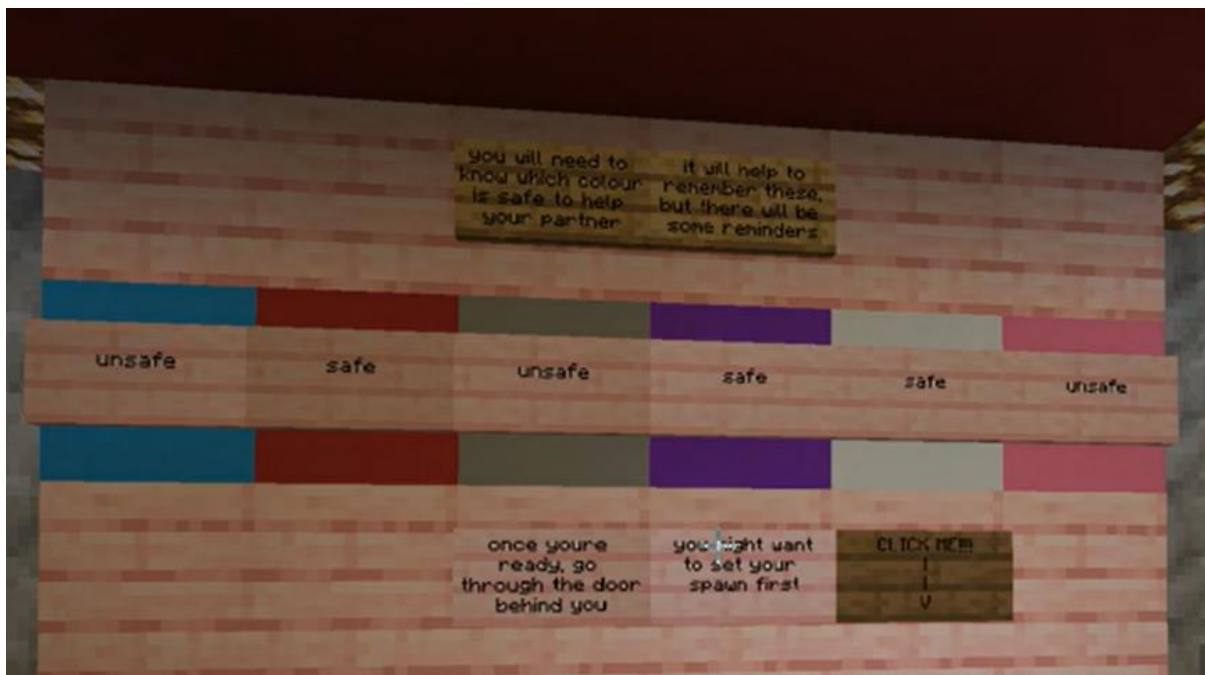 you will need to
know which colour
is safe to help
your partner
it will help to
remember these,
but there will be
some reminders
unsafe
safe
unsafe
safe
safe
unsafe
once youre
ready, go
through the door
behind you
you might want
to set your
spawn first
CLICK ME!!!
|
|
V